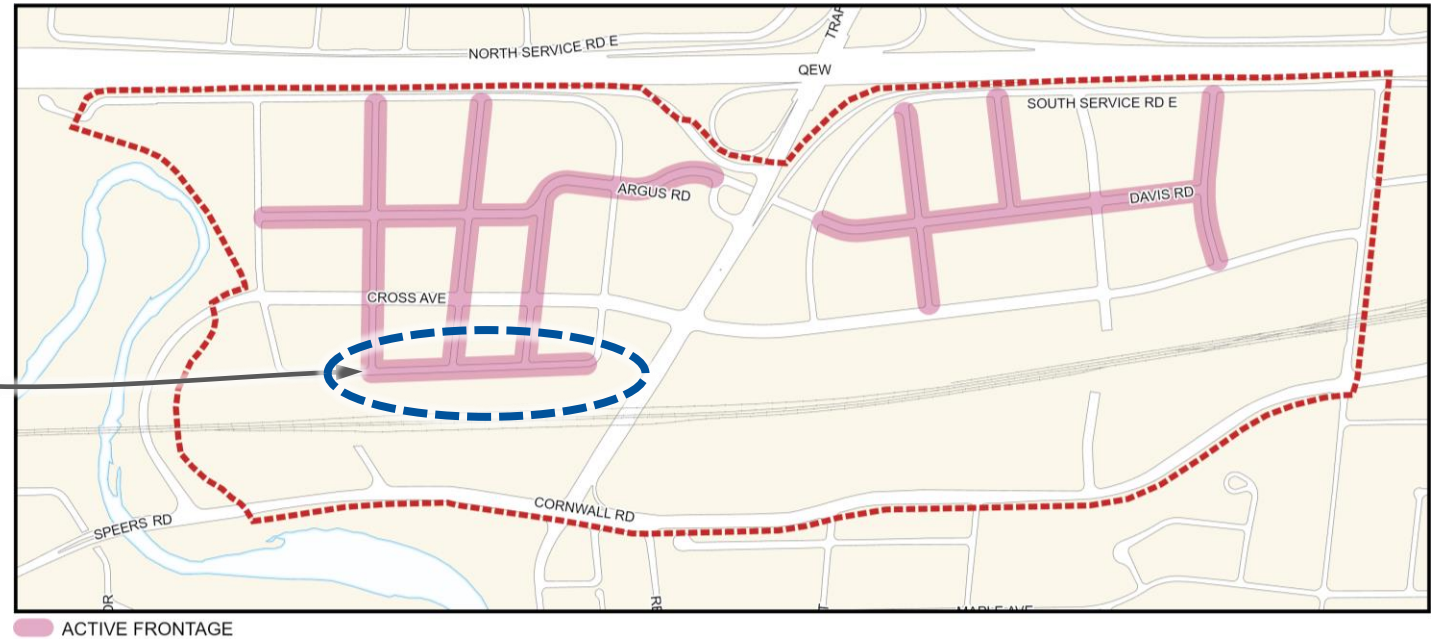 NORTH SERVICE RD E
QEW
SOUTH SERVICE RD E
ARGUS RD
DAVIS RD
CROSS AVE
CORNWALL RD
SPEERS RD
ACTIVE FRONTAGE